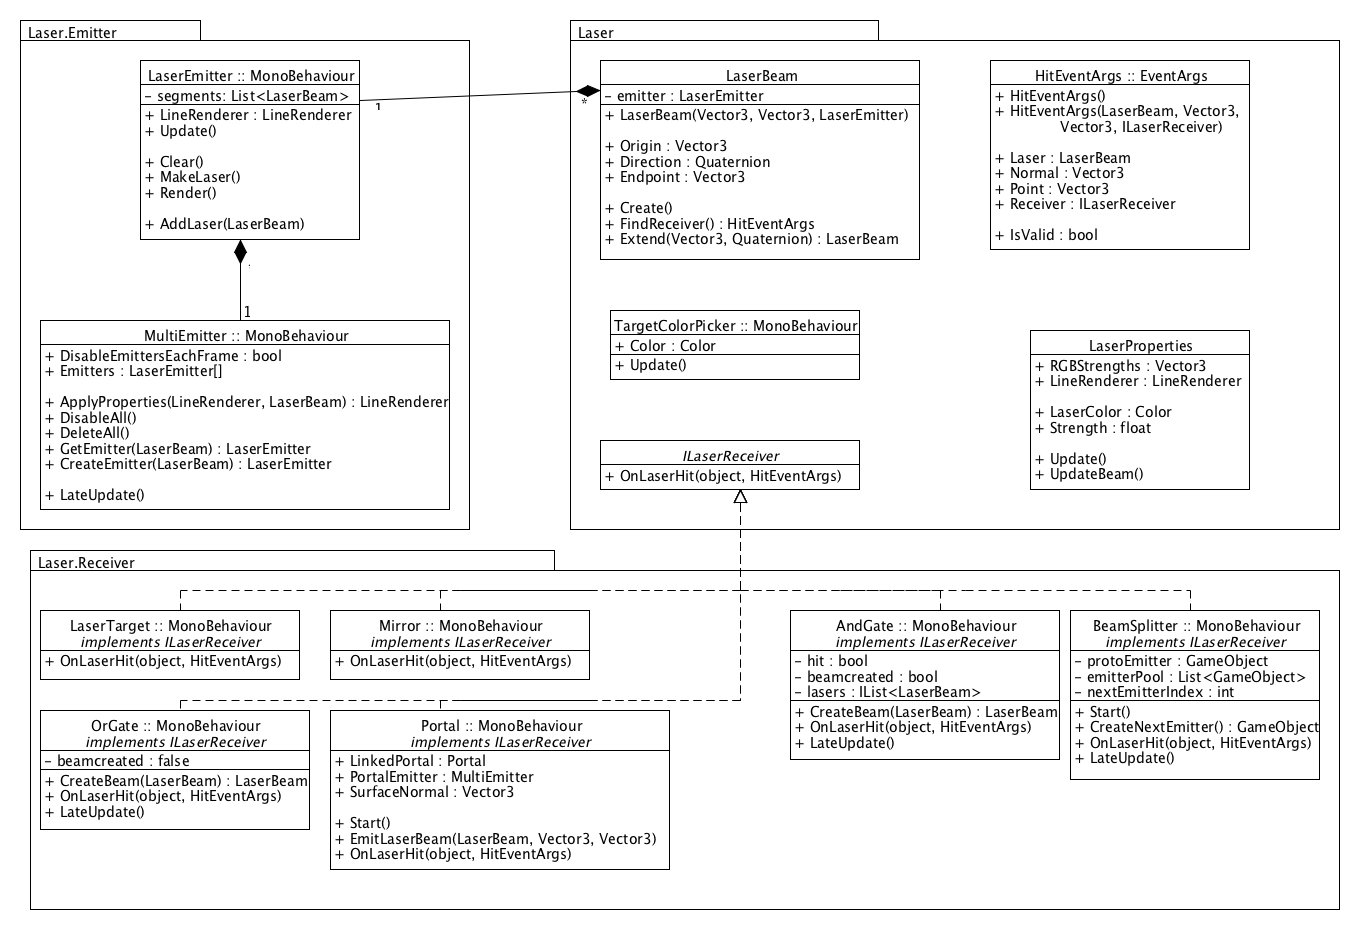 Laser.Emitter
LaserEmitter :: MonoBehaviour
– segments: List<LaserBeam>
+ LineRenderer : LineRenderer
+ Update()
+ Clear()
+ MakeLaser()
+ Render()
+ AddLaser(LaserBeam)
1
*
.
1
MultiEmitter :: MonoBehaviour
+ DisableEmittersEachFrame : bool
+ Emitters : LaserEmitter[]
+ ApplyProperties(LineRenderer, LaserBeam) : LineRenderer
+ DisableAll()
+ DeleteAll()
+ GetEmitter(LaserBeam) : LaserEmitter
+ CreateEmitter(LaserBeam) : LaserEmitter
+ LateUpdate()
Laser
LaserBeam
– emitter : LaserEmitter
+ LaserBeam(Vector3, Vector3, LaserEmitter)
+ Origin : Vector3
+ Direction : Quaternion
+ Endpoint : Vector3
+ Create()
+ FindReceiver() : HitEventArgs
+ Extend(Vector3, Quaternion) : LaserBeam
HitEventArgs :: EventArgs
+ HitEventArgs()
+ HitEventArgs(LaserBeam, Vector3,
Vector3, ILaserReceiver)
+ Laser : LaserBeam
+ Normal : Vector3
+ Point : Vector3
+ Receiver : ILaserReceiver
+ IsValid : bool
TargetColorPicker :: MonoBehaviour
+ Color : Color
+ Update()
LaserProperties
+ RGBStrengths : Vector3
+ LineRenderer : LineRenderer
+ LaserColor : Color
+ Strength : float
+ Update()
+ UpdateBeam()
ILaserReceiver
+ OnLaserHit(object, HitEventArgs)
Laser.Receiver
LaserTarget :: MonoBehaviour
implements ILaserReceiver
+ OnLaserHit(object, HitEventArgs)
Mirror :: MonoBehaviour
implements ILaserReceiver
+ OnLaserHit(object, HitEventArgs)
AndGate :: MonoBehaviour
implements ILaserReceiver
– hit : bool
– beamcreated : bool
– lasers : IList<LaserBeam>
+ CreateBeam(LaserBeam) : LaserBeam
+ OnLaserHit(object, HitEventArgs)
+ LateUpdate()
BeamSplitter :: MonoBehaviour
implements ILaserReceiver
– protoEmitter : GameObject
– emitterPool : List<GameObject>
– nextEmitterIndex : int
+ Start()
+ CreateNextEmitter() : GameObject
+ OnLaserHit(object, HitEventArgs)
+ LateUpdate()
OrGate :: MonoBehaviour
implements ILaserReceiver
– beamcreated : false
+ CreateBeam(LaserBeam) : LaserBeam
+ OnLaserHit(object, HitEventArgs)
+ LateUpdate()
Portal :: MonoBehaviour
implements ILaserReceiver
+ LinkedPortal : Portal
+ PortalEmitter : MultiEmitter
+ SurfaceNormal : Vector3
+ Start()
+ EmitLaserBeam(LaserBeam, Vector3, Vector3)
+ OnLaserHit(object, HitEventArgs)